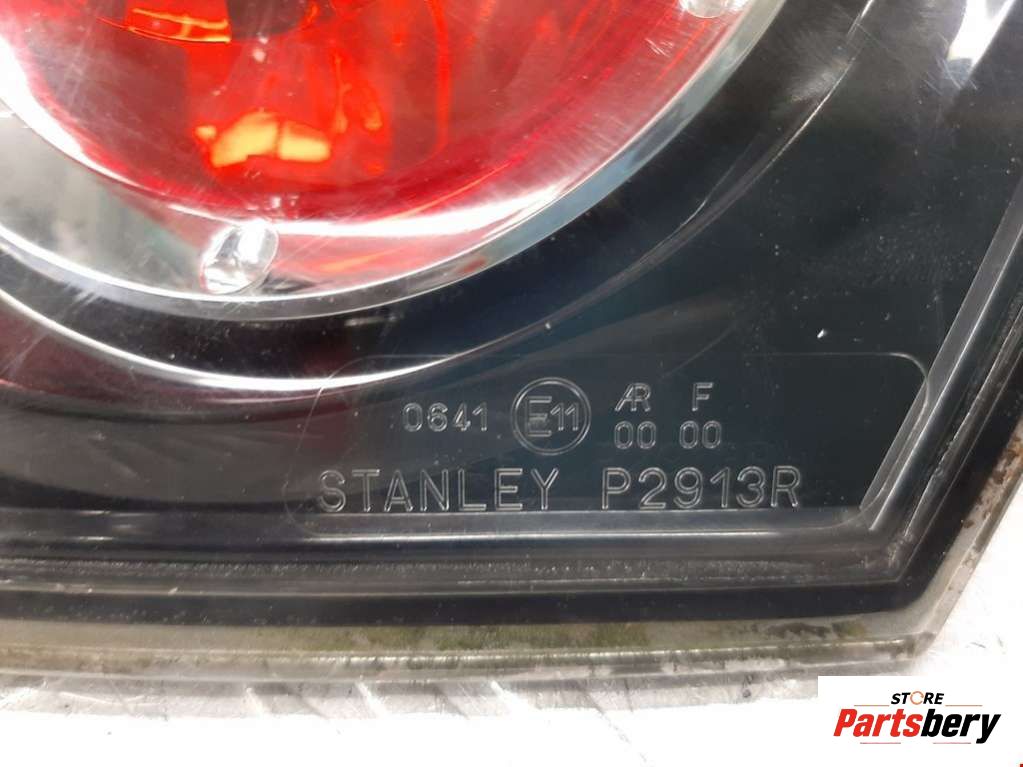 0641 E11 AR F
00 00
STANLEY P2913R
STORE
Partsbery